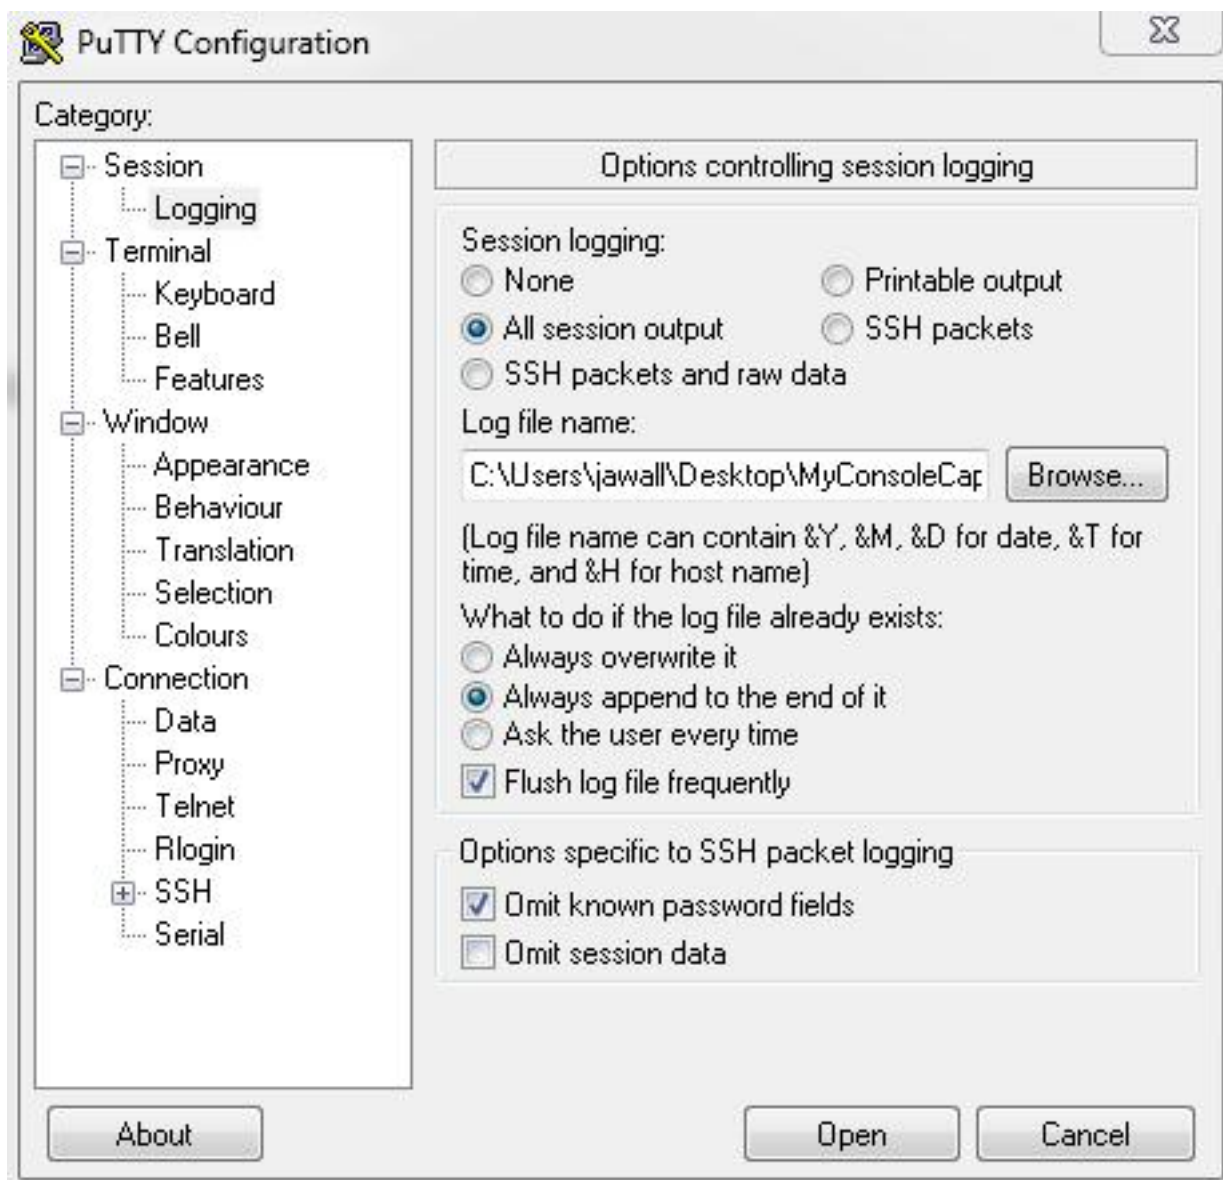 PuTTY Configuration
Category:
Session
Logging
Terminal
Keyboard
Bell
Features
Window
Appearance
Behaviour
Translation
Selection
Colours
Connection
Data
Proxy
Telnet
Rlogin
SSH
Serial
Options controlling session logging
Session logging:
None
Printable output
All session output
SSH packets
SSH packets and raw data
Log file name:
C:\Users\jawall\Desktop\MyConsoleCap
Browse...
(Log file name can contain &Y, &M, &D for date, &T for
time, and &H for host name)
What to do if the log file already exists:
Always overwrite it
Always append to the end of it
Ask the user every time
Flush log file frequently
Options specific to SSH packet logging
Omit known password fields
Omit session data
About
Open
Cancel